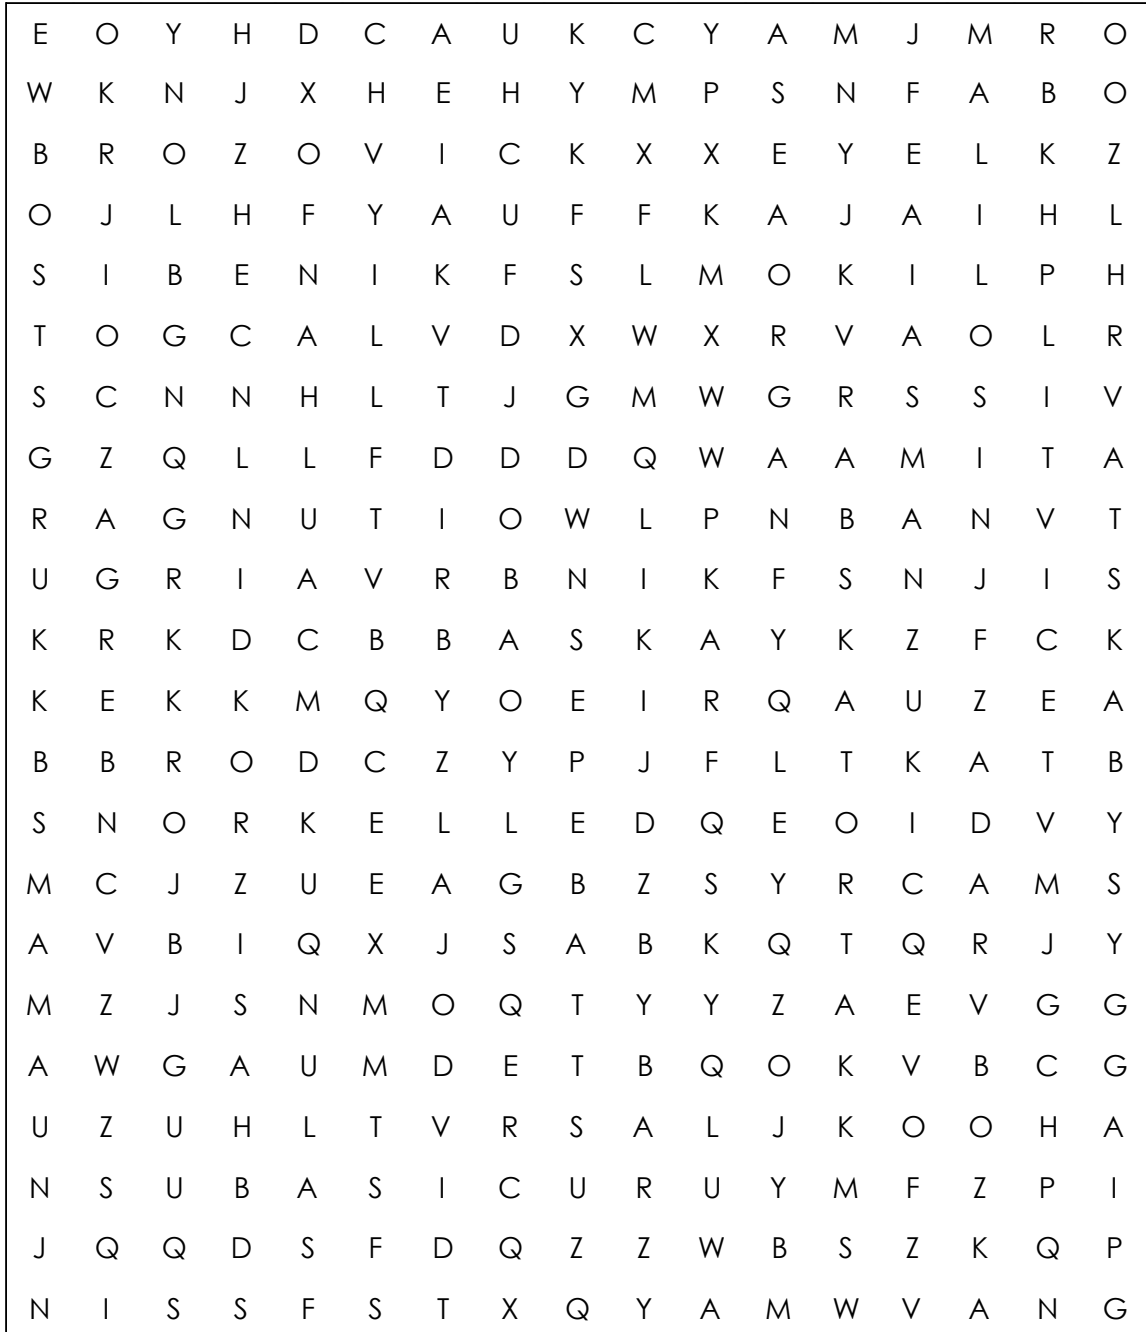 E O Y H D C A U K C Y A M J M R O
W K N J X H E H Y M P S N F A B O
B R O Z O V I C K X X E Y E L K Z
O J L H F Y A U F F K A J A I H L
S I B E N I K F S L M O K I L P H
T O G C A L V D X W X R V A O L R
S C N N H L T J G M W G R S S I V
G Z Q L L F D D D Q W A A M I T A
R A G N U T I O W L P N B A N V T
U G R I A V R B N I K F S N J I S
K R K D C B B A S K A Y K Z F C K
K E K K M Q Y O E I R Q A U Z E A
B B R O D C Z Y P J F L T K A T B
S N O R K E L L E D Q E O I D V Y
M C J Z U E A G B Z S Y R C A M S
A V B I Q X J S A B K Q T Q R J Y
M Z J S N M O Q T Y Y Z A E V G G
A W G A U M D E T B Q O K V B C G
U Z U H L T V R S A L J K O O H A
N S U B A S I C U R U Y M F Z P I
J Q Q D S F D Q Z Z W B S Z K Q P
N I S S F S T X Q Y A M W V A N G